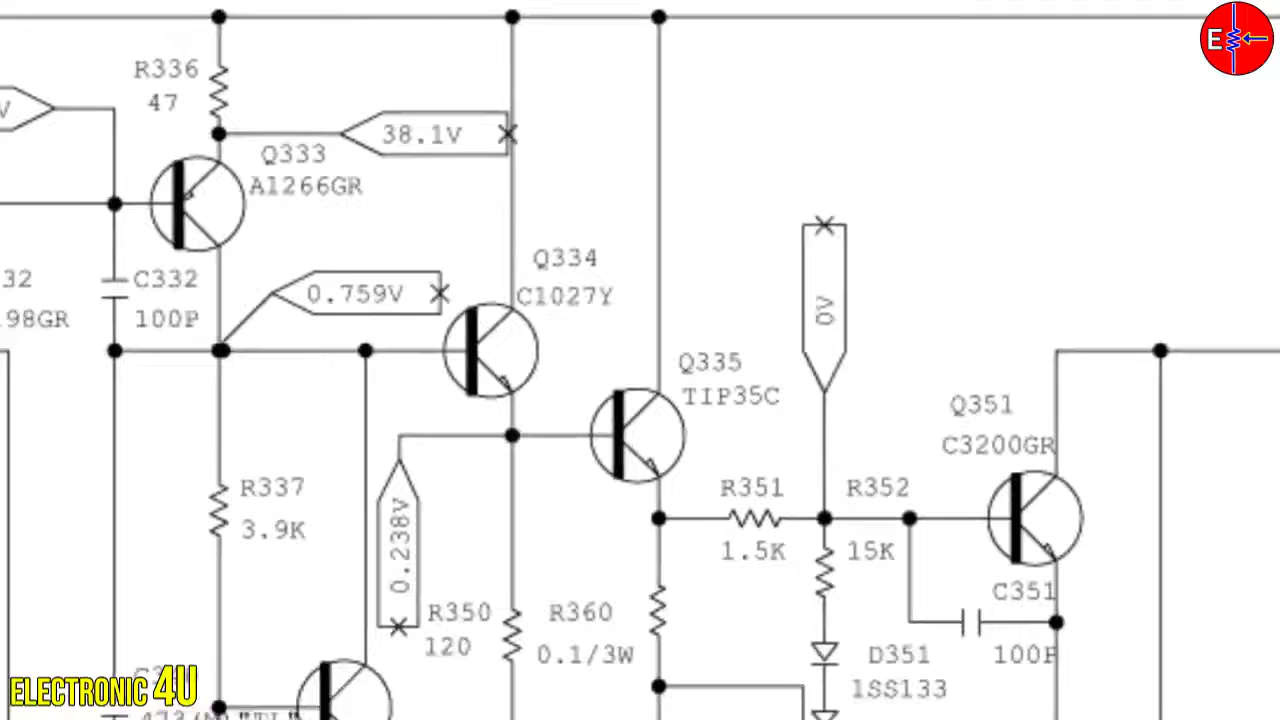 E
R336
47
V
38.1V
Q333
A1266GR
Q334
C1027Y
32
C332
0.759V
198GR
100P
0V
Q335
TIP35C
Q351
C3200GR
R337
3.9K
0.238V
R351
R352
1.5K
15K
R350
120
R360
0.1/3W
C351
100P
D351
1SS133
ELECTRONIC 4U